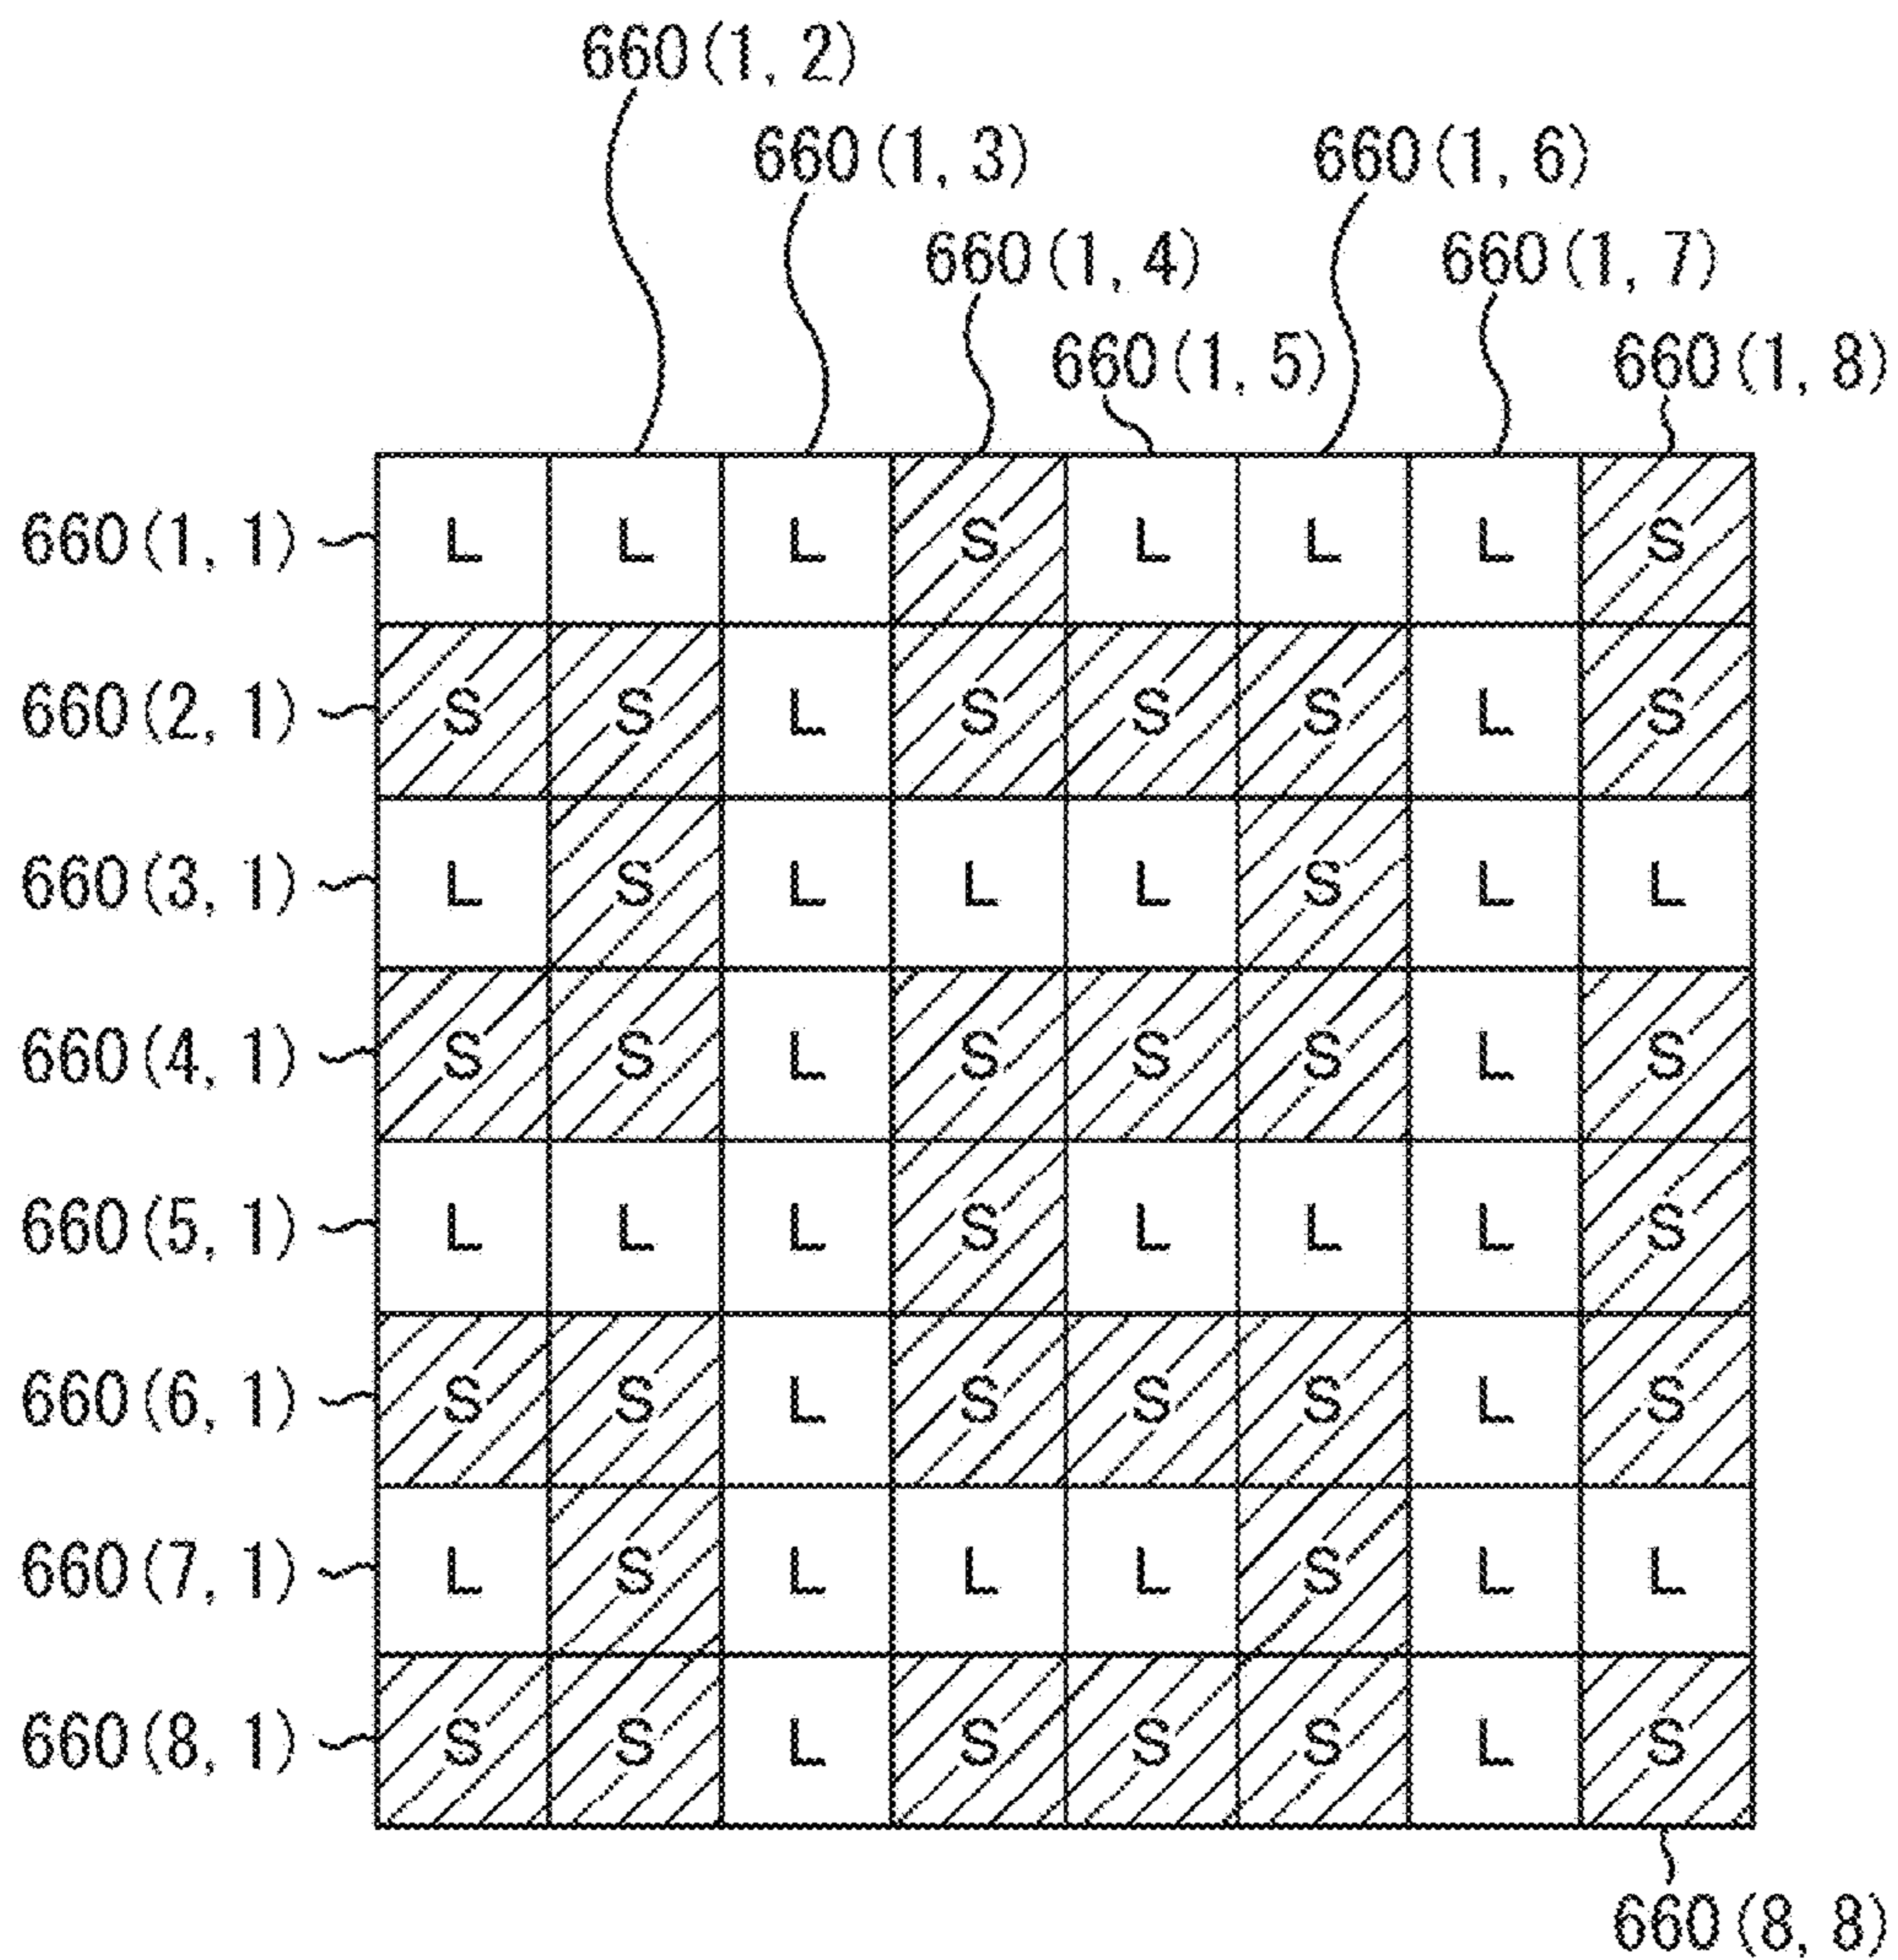 660(1, 2)
660(1, 3)
660(1, 6)
660(1, 4)
660(1, 7)
660(1, 5)
660(1, 8)
660(1, 1) L L L S L L L S
660(2, 1) S S L S S S L S
660(3, 1) L S L L L S L L
660(4, 1) S S L S S S L S
660(5, 1) L L L S L L L S
660(6, 1) S S L S S S L S
660(7, 1) L S L L L S L L
660(8, 1) S S L S S S L S
660(8, 8)